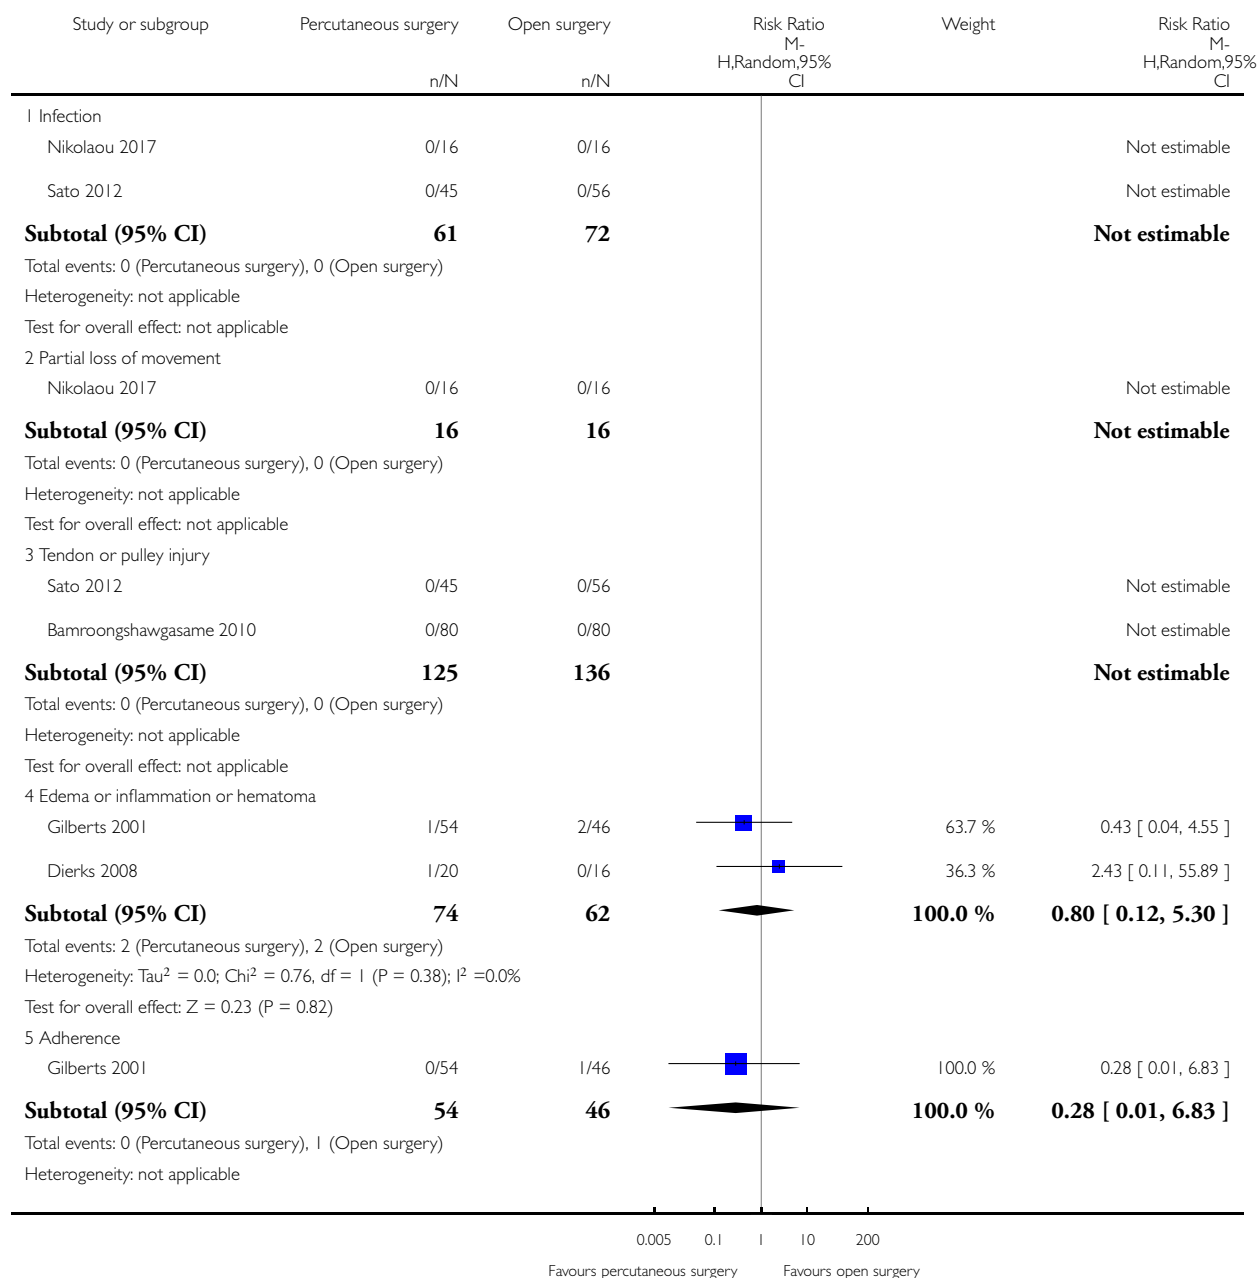 Study or subgroup Percutaneous surgery Open surgery Risk Ratio Weight Risk Ratio
M- M-
H,Random,95% H,Random,95%
n/N n/N CI CI
1 Infection
Nikolaou 2017 0/16 0/16 Not estimable
Sato 2012 0/45 0/56 Not estimable
Subtotal (95% CI) 61 72 Not estimable
Total events: 0 (Percutaneous surgery), 0 (Open surgery)
Heterogeneity: not applicable
Test for overall effect: not applicable
2 Partial loss of movement
Nikolaou 2017 0/16 0/16 Not estimable
Subtotal (95% CI) 16 16 Not estimable
Total events: 0 (Percutaneous surgery), 0 (Open surgery)
Heterogeneity: not applicable
Test for overall effect: not applicable
3 Tendon or pulley injury
Sato 2012 0/45 0/56 Not estimable
Bamroongshawgasame 2010 0/80 0/80 Not estimable
Subtotal (95% CI) 125 136 Not estimable
Total events: 0 (Percutaneous surgery), 0 (Open surgery)
Heterogeneity: not applicable
Test for overall effect: not applicable
4 Edema or inflammation or hematoma
Gilberts 2001 1/54 2/46 63.7 % 0.43 [ 0.04, 4.55 ]
Dierks 2008 1/20 0/16 36.3 % 2.43 [ 0.11, 55.89 ]
Subtotal (95% CI) 74 62 100.0 % 0.80 [ 0.12, 5.30 ]
Total events: 2 (Percutaneous surgery), 2 (Open surgery)
Heterogeneity: Tau² = 0.0; Chi² = 0.76, df = 1 (P = 0.38); I² =0.0%
Test for overall effect: Z = 0.23 (P = 0.82)
5 Adherence
Gilberts 2001 0/54 1/46 100.0 % 0.28 [ 0.01, 6.83 ]
Subtotal (95% CI) 54 46 100.0 % 0.28 [ 0.01, 6.83 ]
Total events: 0 (Percutaneous surgery), 1 (Open surgery)
Heterogeneity: not applicable
0.005 0.1 1 10 200
Favours percutaneous surgery Favours open surgery